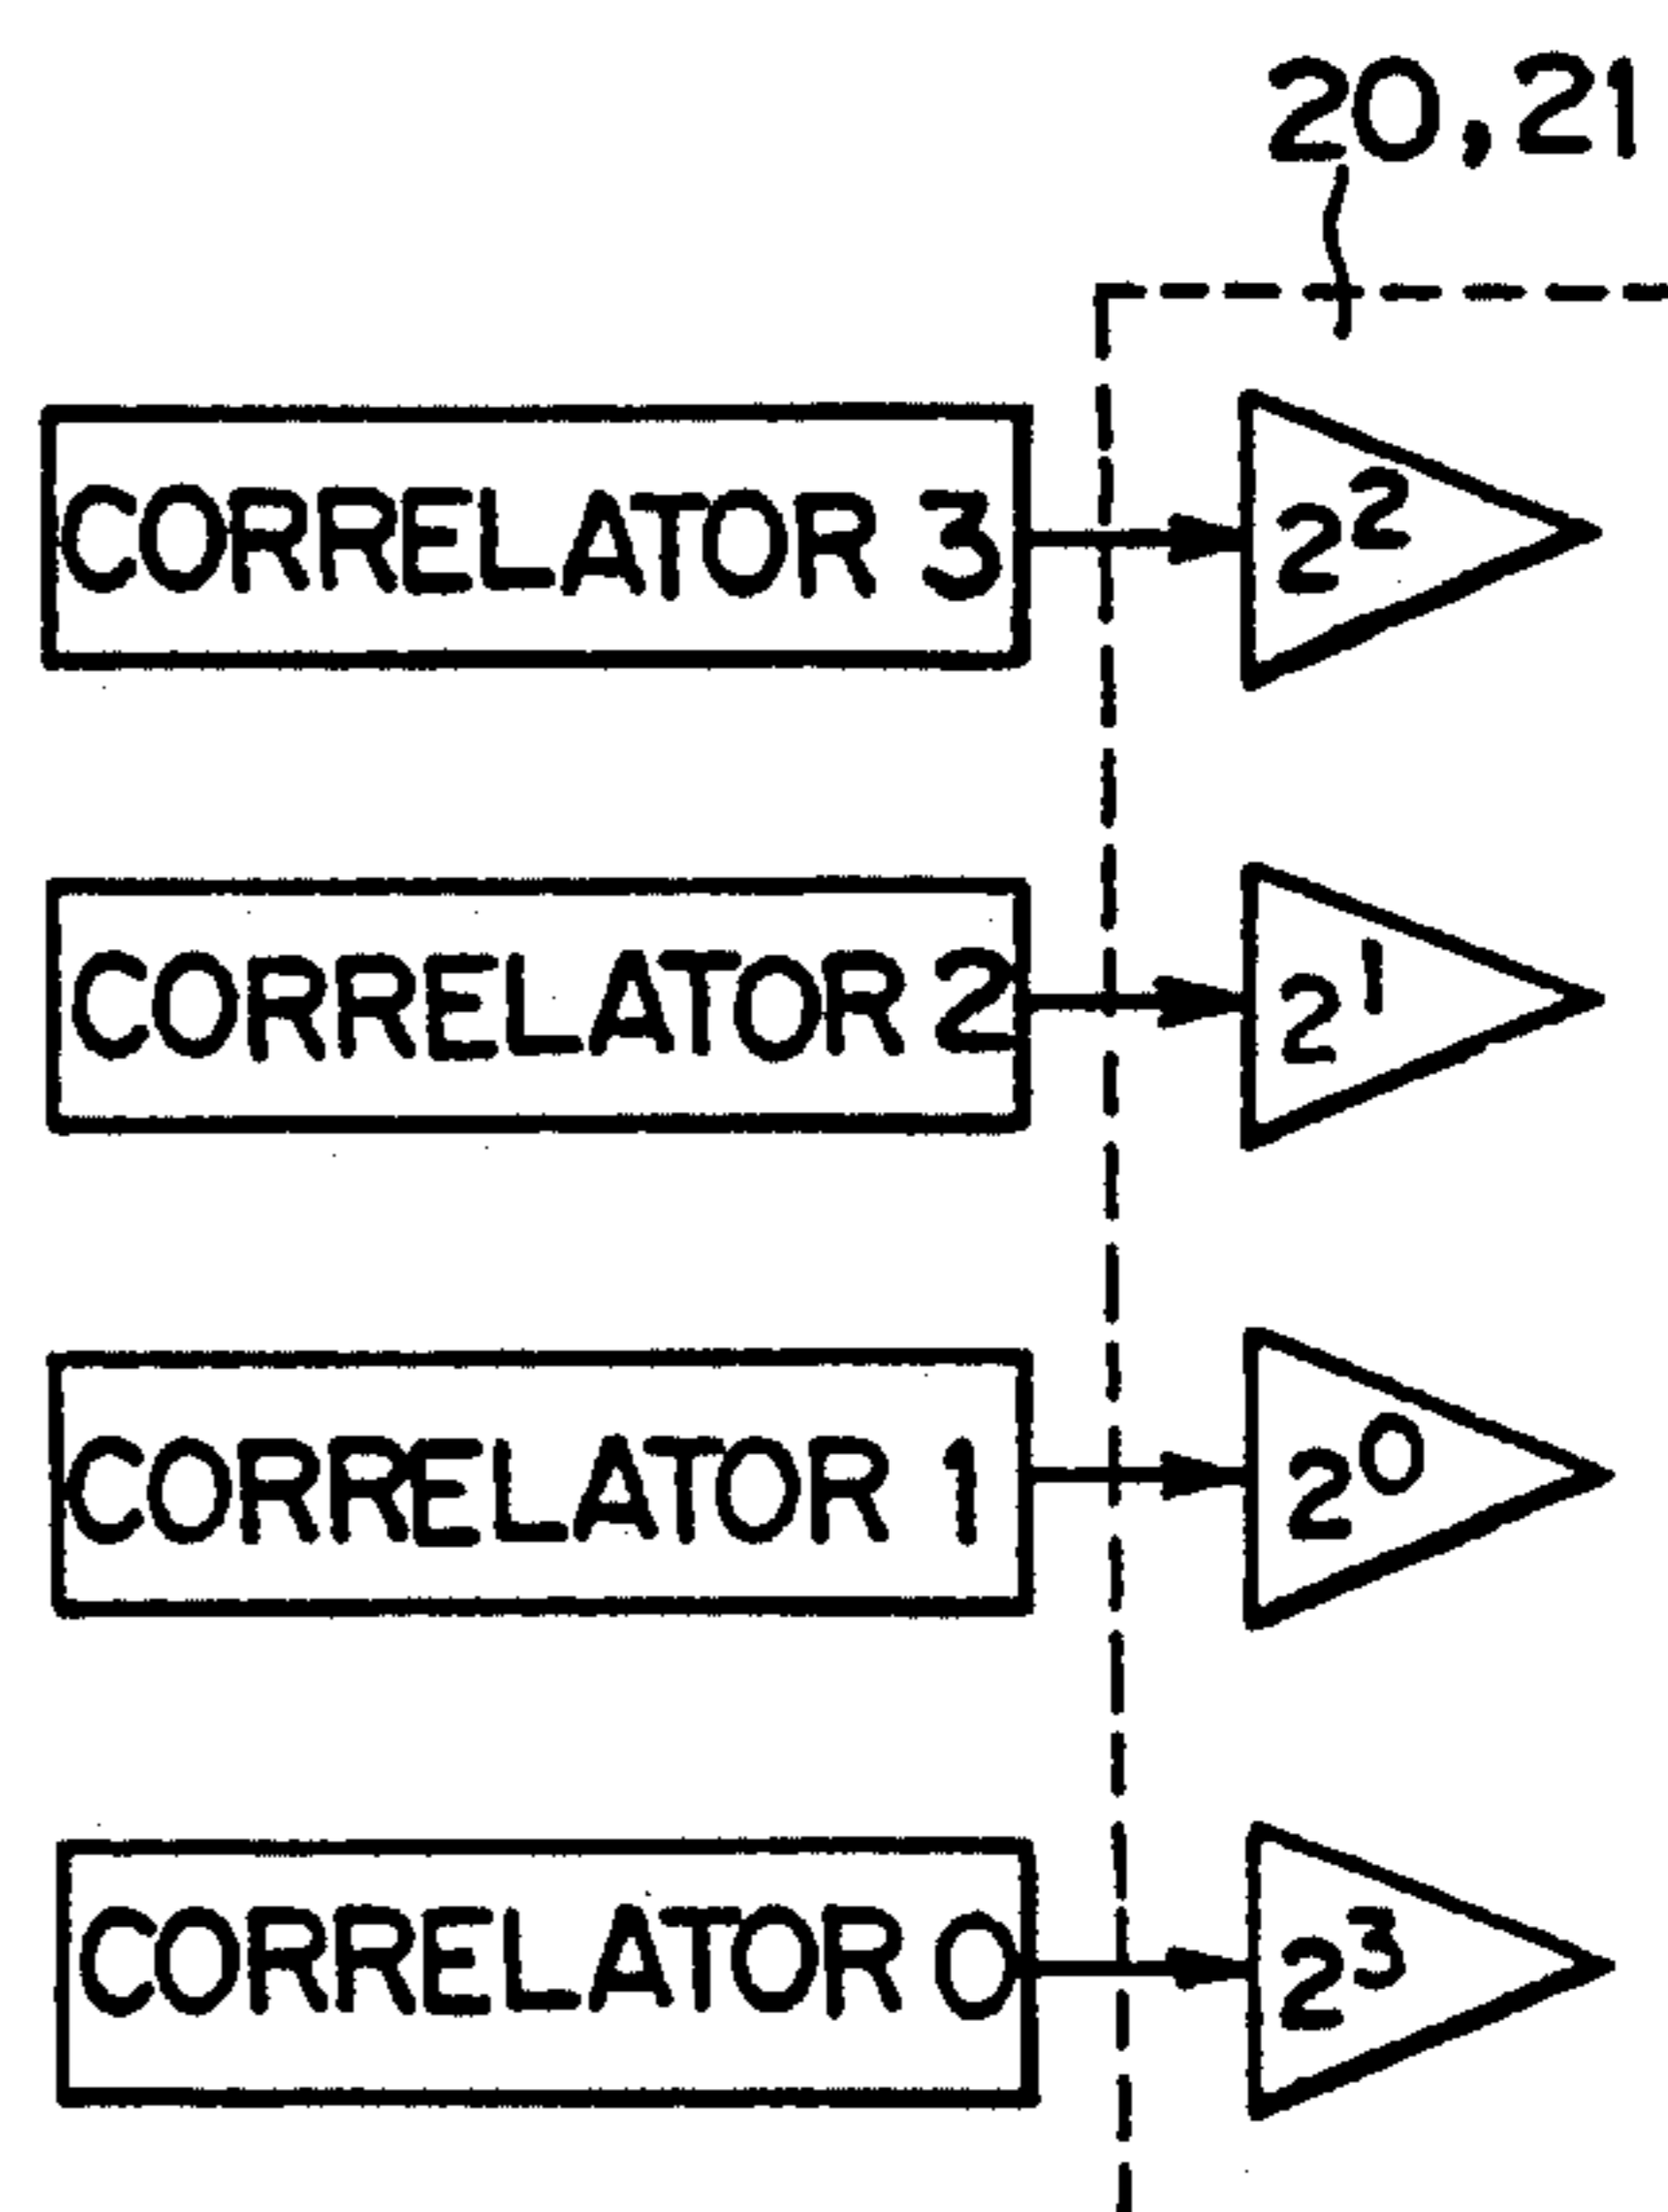 20,21
CORRELATOR 3
2²
CORRELATOR 2
2¹
CORRELATOR 1
2⁰
CORRELATOR 0
2³